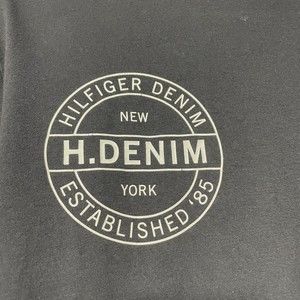 HILFIGER DENIM
NEW
H.DENIM
YORK
ESTABLISHED '85